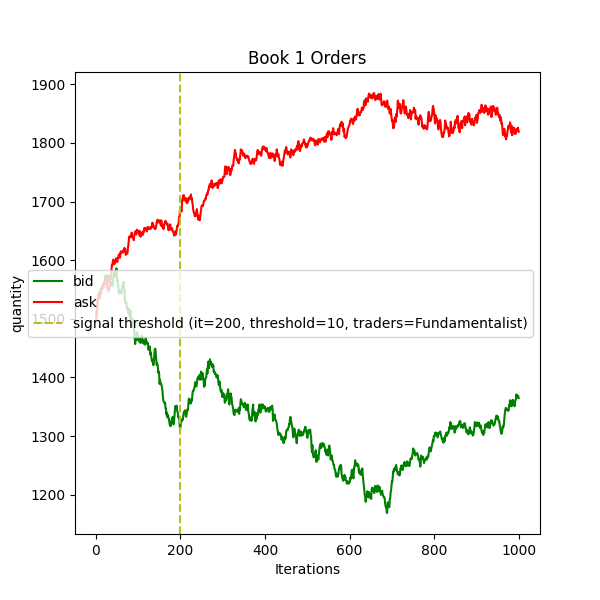 Book 1 Orders
1900
1800
1700
1600
1500
1400
1300
1200
quantity
bid
ask
signal threshold (it=200, threshold=10, traders=Fundamentalist)
0 200 400 600 800 1000
Iterations